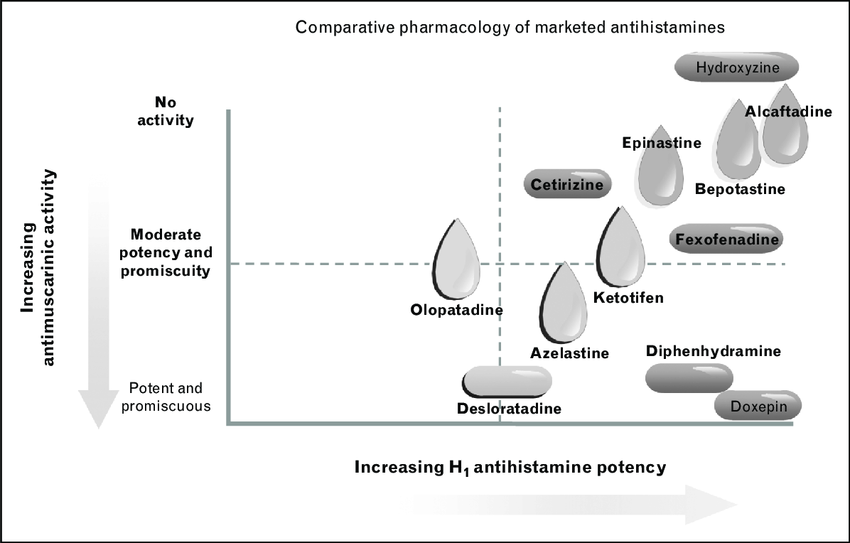 Comparative pharmacology of marketed antihistamines
Hydroxyzine
No
activity
Alcaftadine
Epinastine
Cetirizine
Bepotastine
Increasing
antimuscarinic activity
Moderate
potency and
promiscuity
Fexofenadine
Ketotifen
Olopatadine
Azelastine
Diphenhydramine
Potent and
promiscuous
Desloratadine
Doxepin
Increasing H₁ antihistamine potency